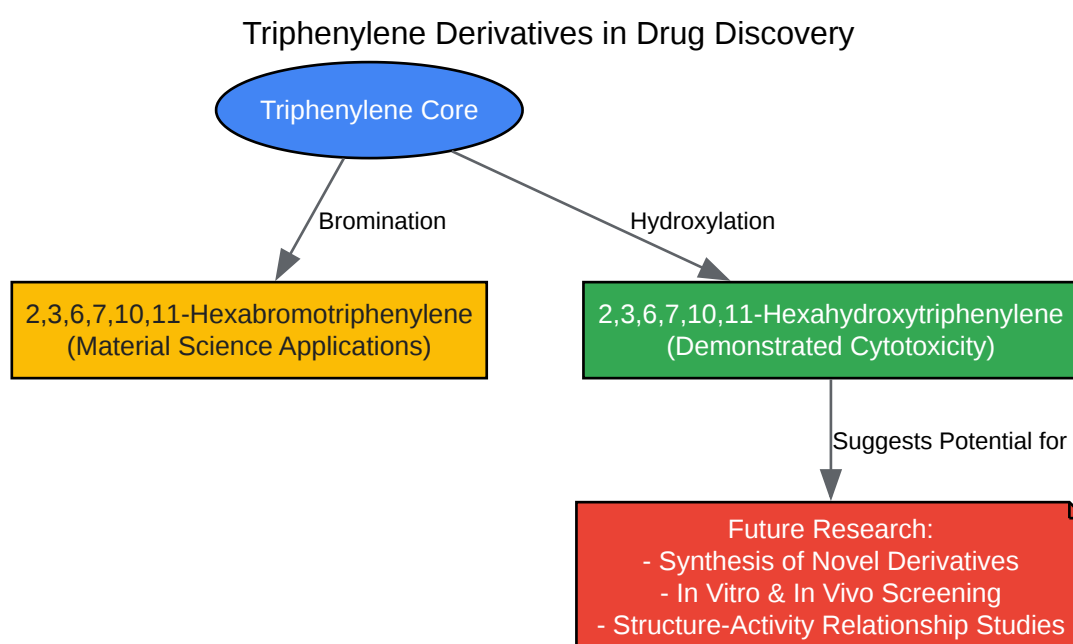 Triphenylene Derivatives in Drug Discovery
Triphenylene Core
Bromination
Hydroxylation
2,3,6,7,10,11-Hexabromotriphenylene
(Material Science Applications)
2,3,6,7,10,11-Hexahydroxytriphenylene
(Demonstrated Cytotoxicity)
Suggests Potential for
Future Research:
- Synthesis of Novel Derivatives
- In Vitro & In Vivo Screening
- Structure-Activity Relationship Studies